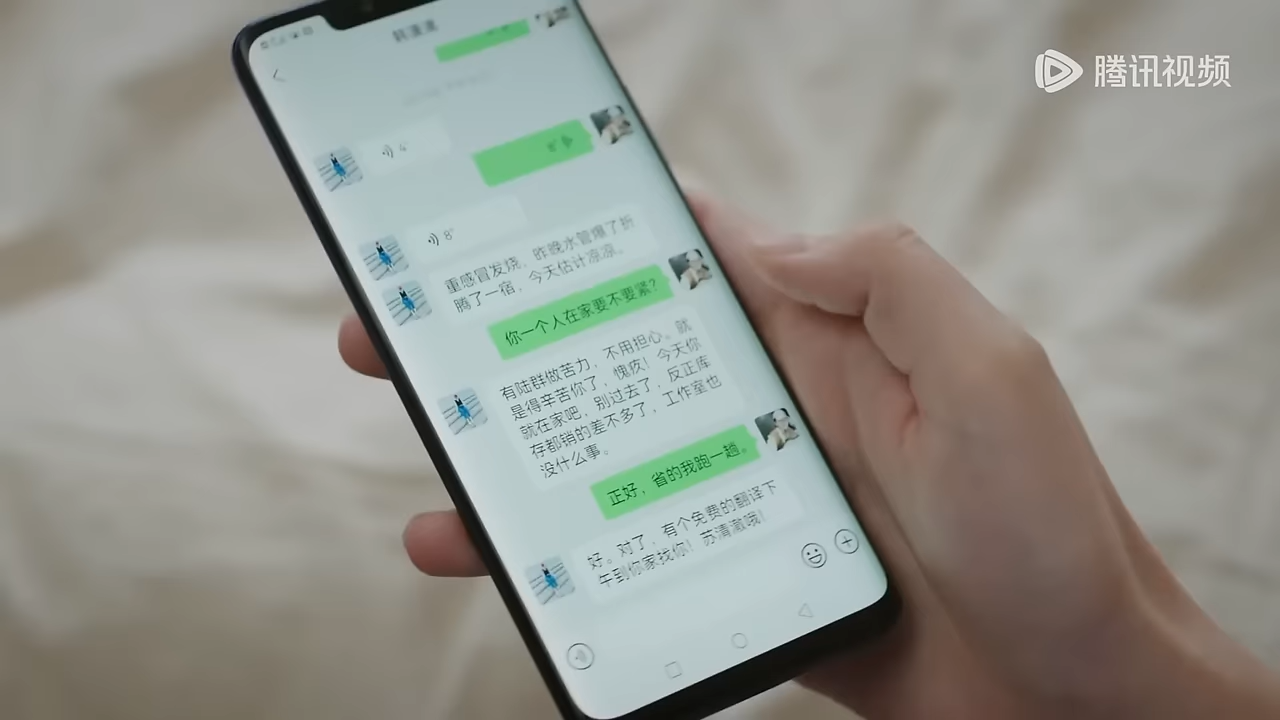 腾讯视频
4"
8"
重感冒发烧，昨晚水管爆了折
腾了一宿，今天估计凉凉。
你一个人在家要不要紧？
有陆群做苦力，不用担心。就
是得辛苦你了，愧疚！今天你
就在家吧，别过去了，反正库
存都销的差不多了，工作室也
没什么事。
正好，省的我跑一趟。
好。对了，有个免费的翻译下
午到你家找你！苏清澈哦！